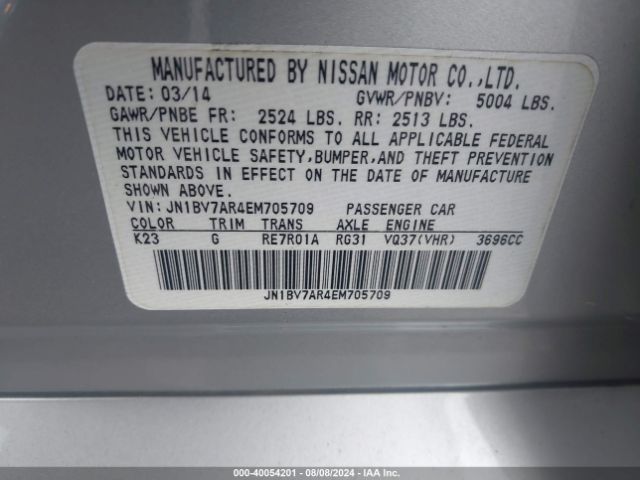 MANUFACTURED BY NISSAN MOTOR CO.,LTD.
DATE: 03/14 GVWR/PNBV: 5004 LBS.
GAWR/PNBE FR: 2524 LBS. RR: 2513 LBS.
THIS VEHICLE CONFORMS TO ALL APPLICABLE FEDERAL
MOTOR VEHICLE SAFETY,BUMPER,AND THEFT PREVENTION
STANDARDS IN EFFECT ON THE DATE OF MANUFACTURE
SHOWN ABOVE.
VIN: JN1BV7AR4EM705709 PASSENGER CAR
COLOR TRIM TRANS AXLE ENGINE
K23 G RE7R01A RG31 VQ37(VHR) 3696CC
JN1BV7AR4EM705709
000-40054201 - 08/08/2024 - IAA Inc.